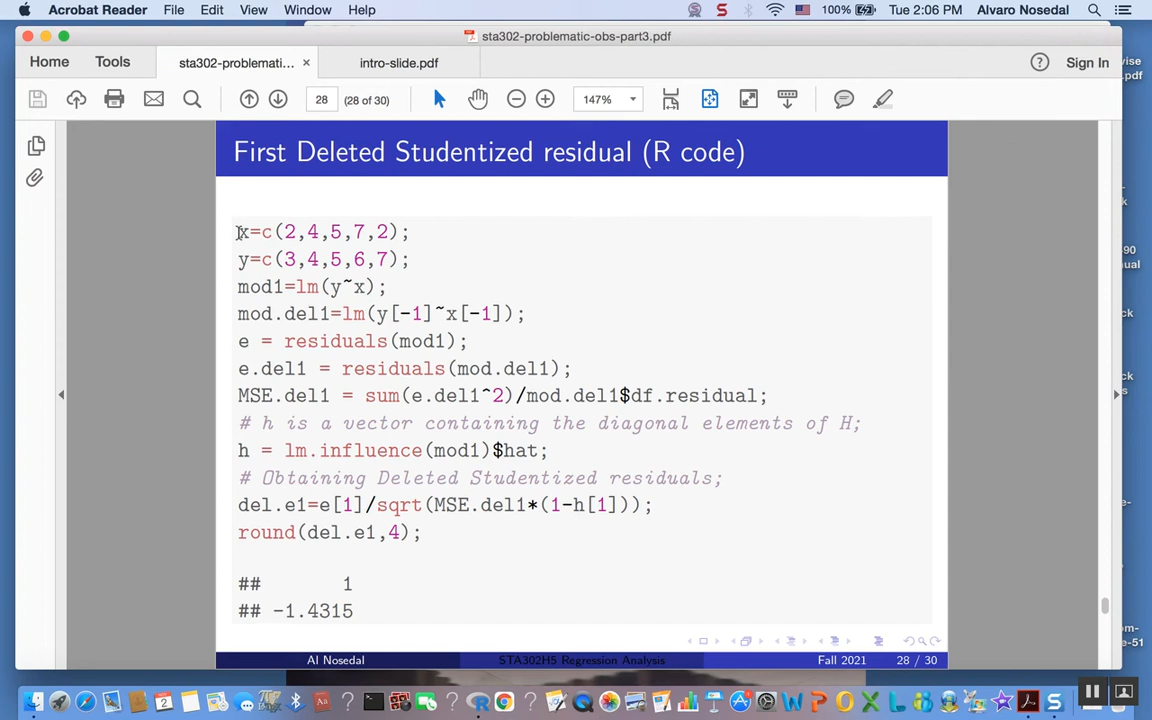 Acrobat Reader File Edit View Window Help 100% Tue 2:06 PM Alvaro Nosedal
sta302-problematic-obs-part3.pdf
Home Tools sta302-problemati... × intro-slide.pdf Sign In
28 (28 of 30) 147%
First Deleted Studentized residual (R code)
x=c(2,4,5,7,2);
y=c(3,4,5,6,7);
mod1=lm(y~x);
mod.del1=lm(y[-1]~x[-1]);
e = residuals(mod1);
e.del1 = residuals(mod.del1);
MSE.del1 = sum(e.del1^2)/mod.del1$df.residual;
# h is a vector containing the diagonal elements of H;
h = lm.influence(mod1)$hat;
# Obtaining Deleted Studentized residuals;
del.e1=e[1]/sqrt(MSE.del1*(1-h[1]));
round(del.e1,4);
## 1
## -1.4315
Al Nosedal STA302H5 Regression Analysis Fall 2021 28 / 30